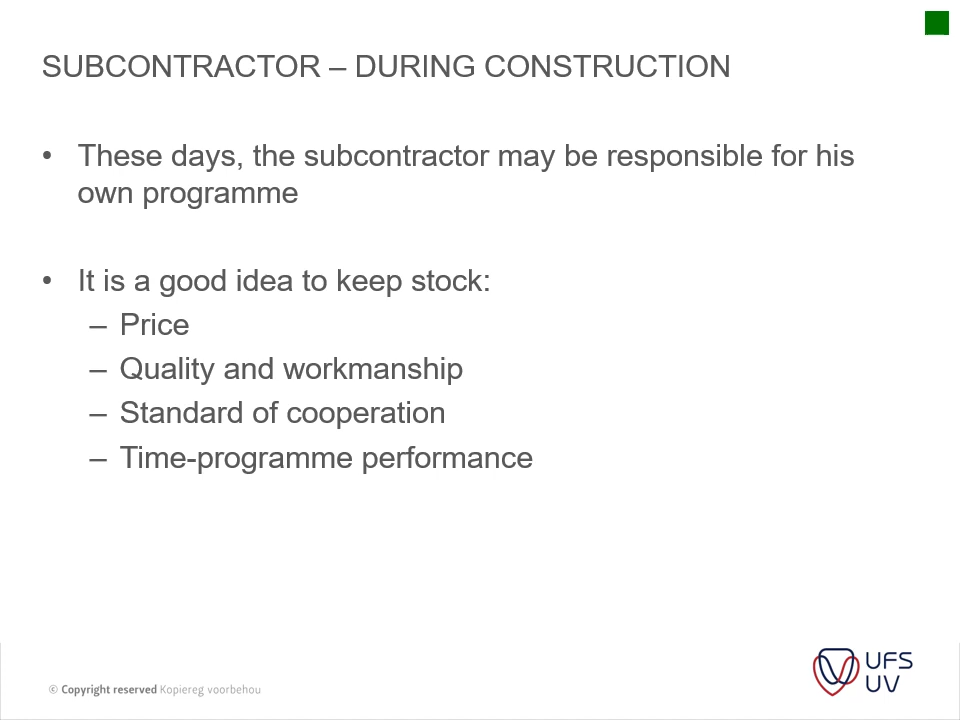 SUBCONTRACTOR – DURING CONSTRUCTION
• These days, the subcontractor may be responsible for his
own programme
• It is a good idea to keep stock:
– Price
– Quality and workmanship
– Standard of cooperation
– Time-programme performance
© Copyright reserved Kopiereg voorbehou
UFS
UV